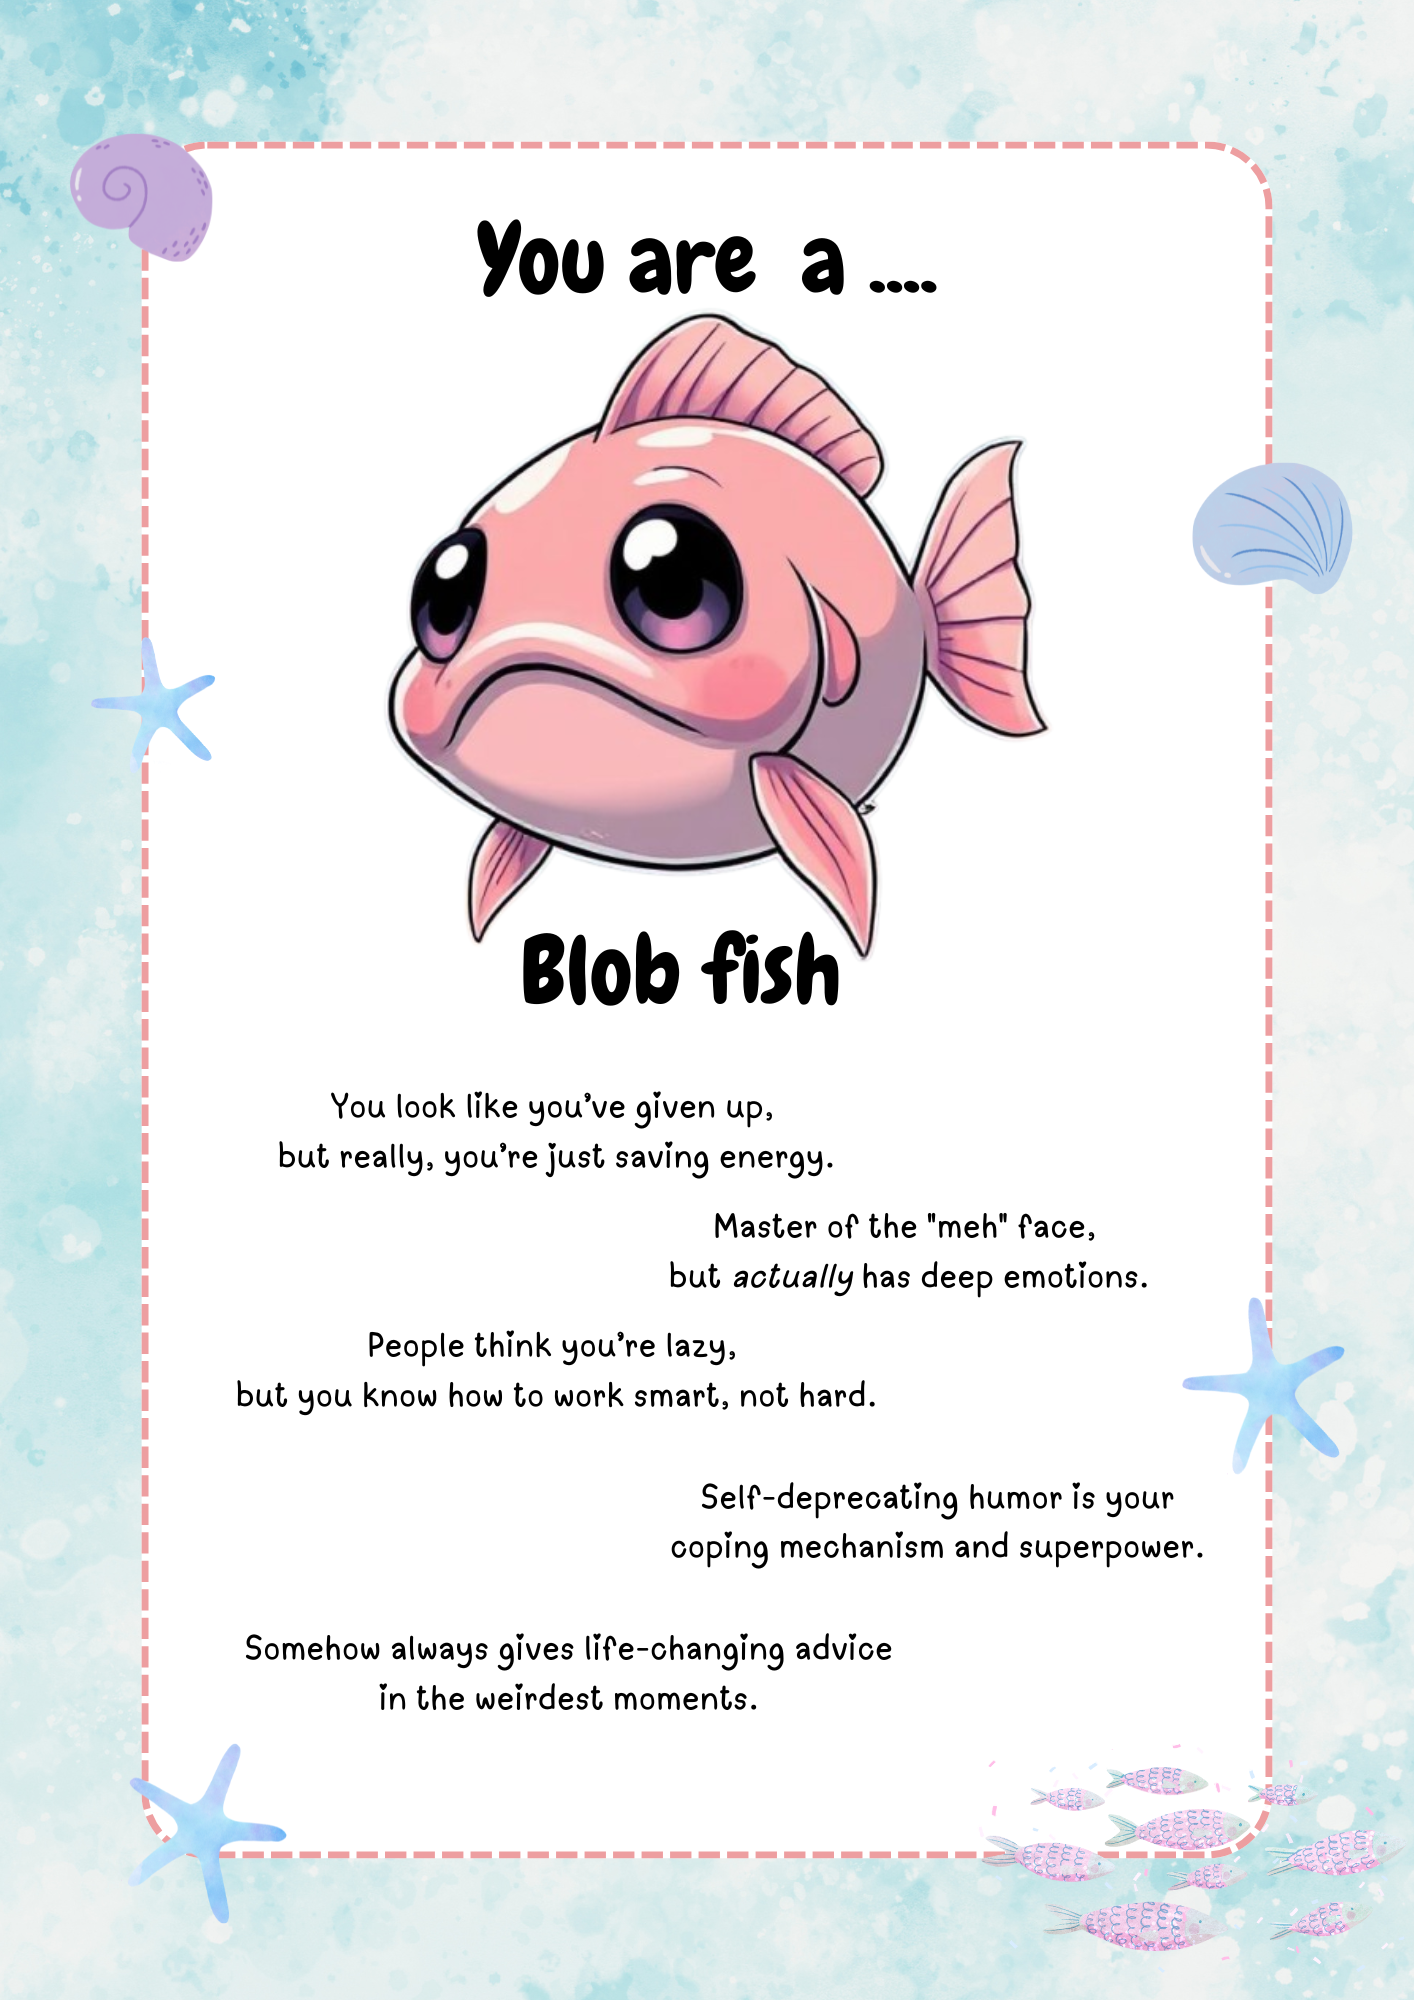 You are a ....
Blob fish
You look like you've given up,
but really, you're just saving energy.
Master of the "meh" face,
but actually has deep emotions.
People think you're lazy,
but you know how to work smart, not hard.
Self-deprecating humor is your
coping mechanism and superpower.
Somehow always gives life-changing advice
in the weirdest moments.